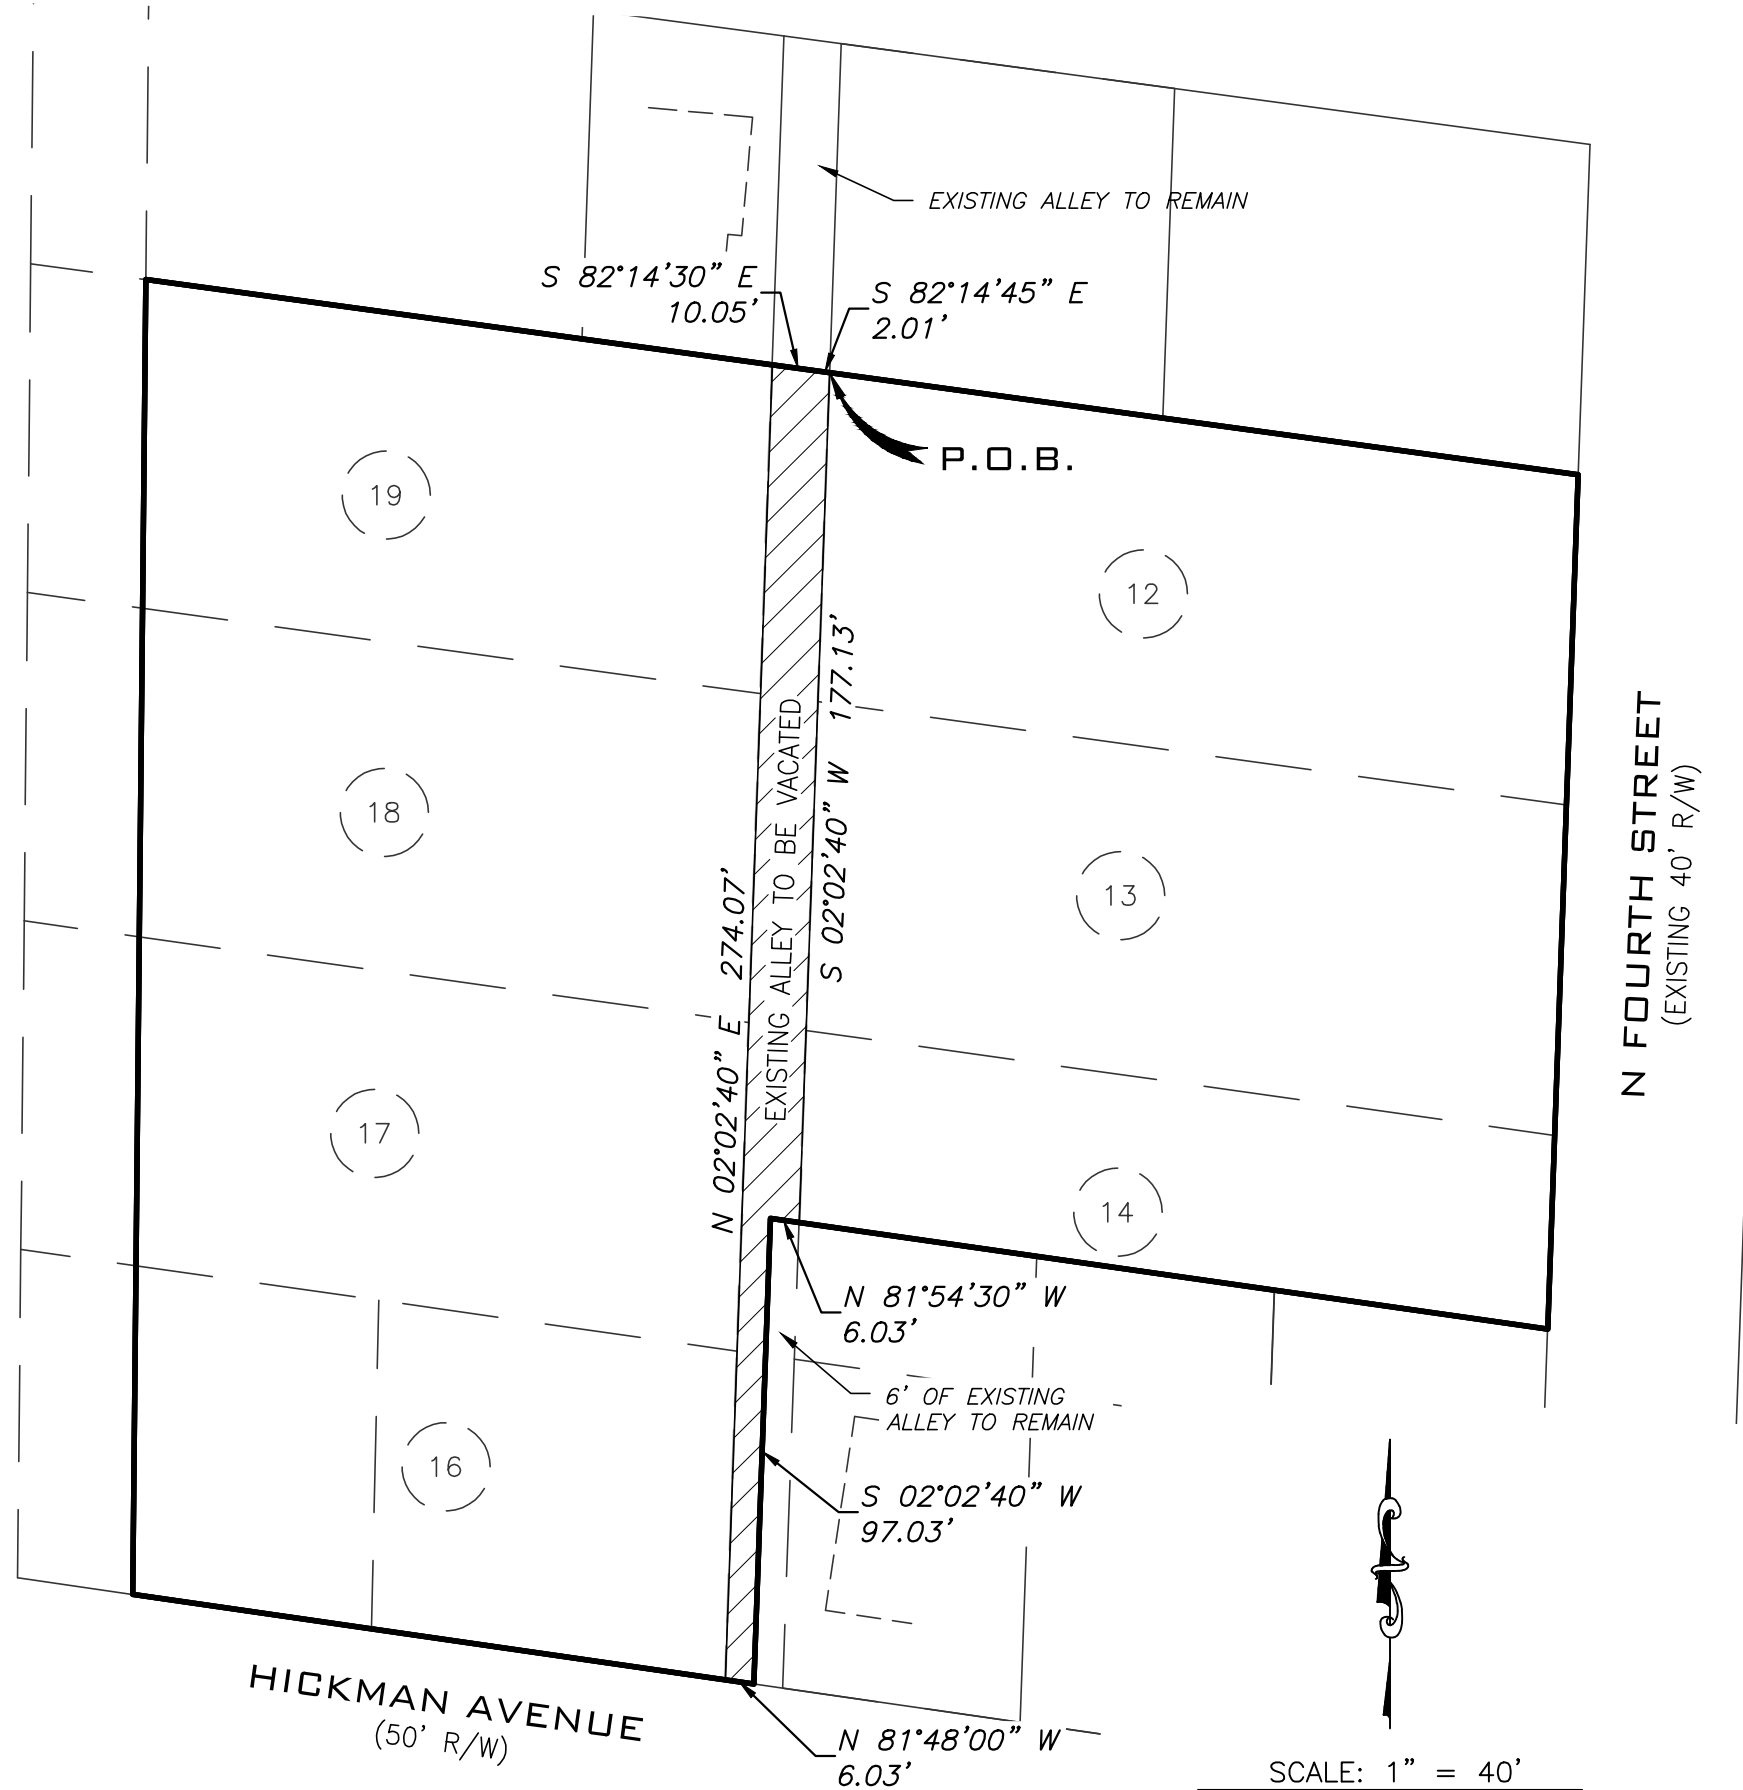 EXISTING ALLEY TO REMAIN
S 82°14'30" E
10.05'
S 82°14'45" E
2.01'
P.O.B.
19
12
18
13
17
14
16
EXISTING ALLEY TO BE VACATED
S 02°02'40" W 177.13'
N 02°02'40" E 274.07'
N FOURTH STREET
(EXISTING 40' R/W)
N 81°54'30" W
6.03'
6' OF EXISTING
ALLEY TO REMAIN
S 02°02'40" W
97.03'
HICKMAN AVENUE
(50' R/W)
N 81°48'00" W
6.03'
SCALE: 1" = 40'